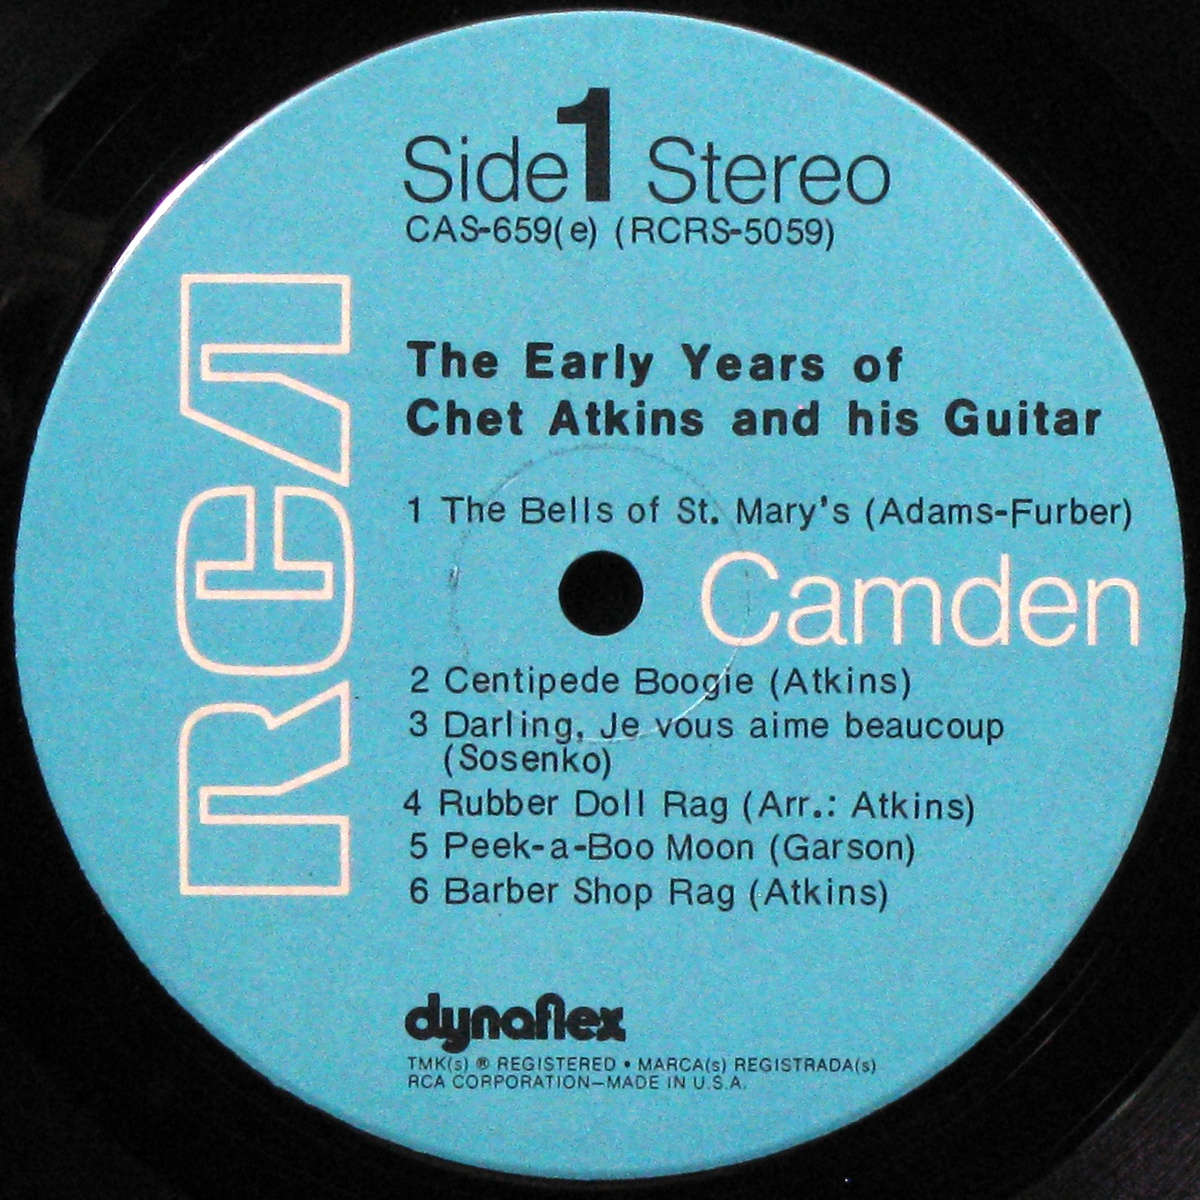 Side 1 Stereo
CAS-659(e) (RCRS-5059)
RCA
The Early Years of
Chet Atkins and his Guitar
1 The Bells of St. Mary's (Adams-Furber)
Camden
2 Centipede Boogie (Atkins)
3 Darling, Je vous aime beaucoup
(Sosenko)
4 Rubber Doll Rag (Arr.: Atkins)
5 Peek-a-Boo Moon (Garson)
6 Barber Shop Rag (Atkins)
dynaflex
TMK(s) ® REGISTERED • MARCA(s) REGISTRADA(s)
RCA CORPORATION—MADE IN U.S.A.